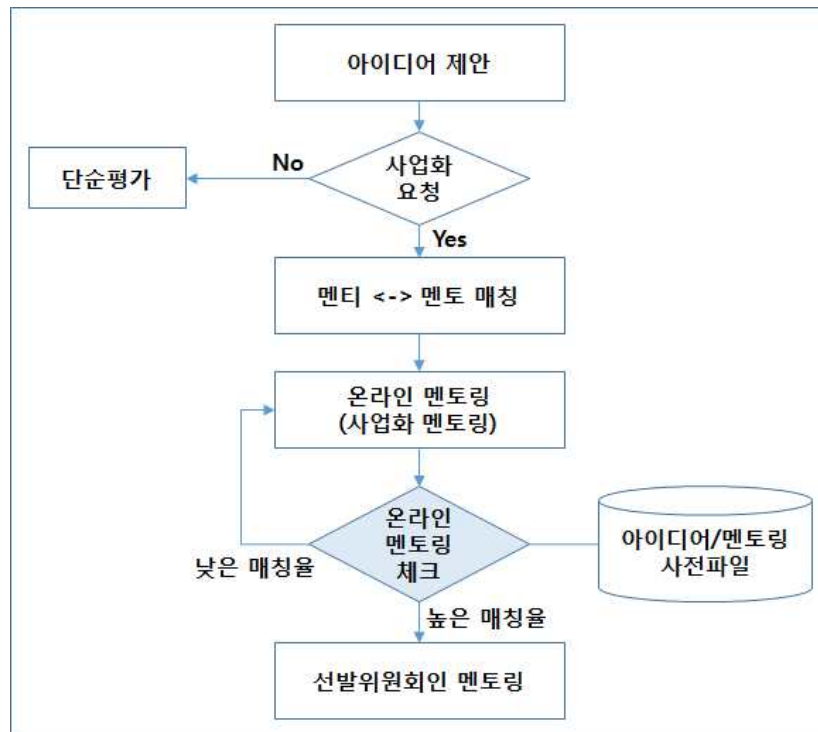 아이디어 제안
사업화
요청
No
단순평가
Yes
멘티 <-> 멘토 매칭
온라인 멘토링
(사업화 멘토링)
온라인
멘토링
체크
아이디어/멘토링
사전파일
낮은 매칭율
높은 매칭율
선발위원회인 멘토링